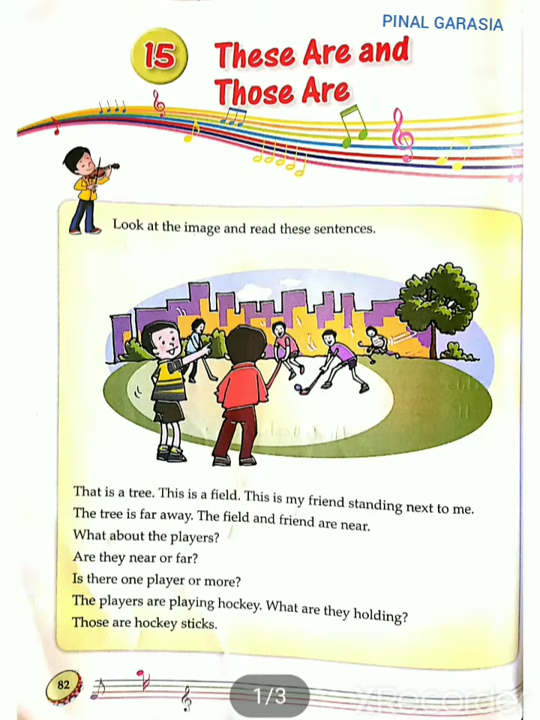 PINAL GARASIA
15
These Are and
Those Are
Look at the image and read these sentences.
That is a tree. This is a field. This is my friend standing next to me.
The tree is far away. The field and friend are near.
What about the players?
Are they near or far?
Is there one player or more?
The players are playing hockey. What are they holding?
Those are hockey sticks.
82
1/3